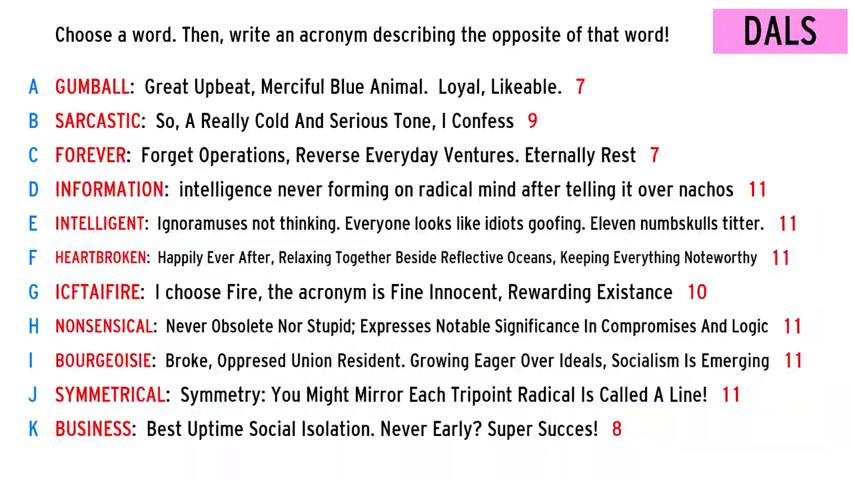 Choose a word. Then, write an acronym describing the opposite of that word!
DALS
A GUMBALL: Great Upbeat, Merciful Blue Animal. Loyal, Likeable. 7
B SARCASTIC: So, A Really Cold And Serious Tone, I Confess 9
C FOREVER: Forget Operations, Reverse Everyday Ventures. Eternally Rest 7
D INFORMATION: intelligence never forming on radical mind after telling it over nachos 11
E INTELLIGENT: Ignoramuses not thinking. Everyone looks like idiots goofing. Eleven numbskulls titter. 11
F HEARTBROKEN: Happily Ever After, Relaxing Together Beside Reflective Oceans, Keeping Everything Noteworthy 11
G ICFTAIFIRE: I choose Fire, the acronym is Fine Innocent, Rewarding Existance 10
H NONSENSICAL: Never Obsolete Nor Stupid; Expresses Notable Significance In Compromises And Logic 11
I BOURGEOISIE: Broke, Oppresed Union Resident. Growing Eager Over Ideals, Socialism Is Emerging 11
J SYMMETRICAL: Symmetry: You Might Mirror Each Tripoint Radical Is Called A Line! 11
K BUSINESS: Best Uptime Social Isolation. Never Early? Super Succes! 8